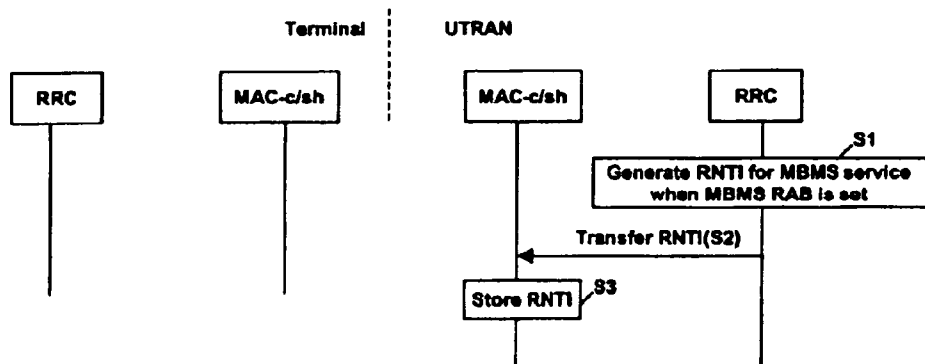 Terminal
UTRAN
RRC
MAC-c/sh
MAC-c/sh
RRC
S1
Generate RNTI for MBMS service
when MBMS RAB is set
Transfer RNTI(S2)
Store RNTI
S3